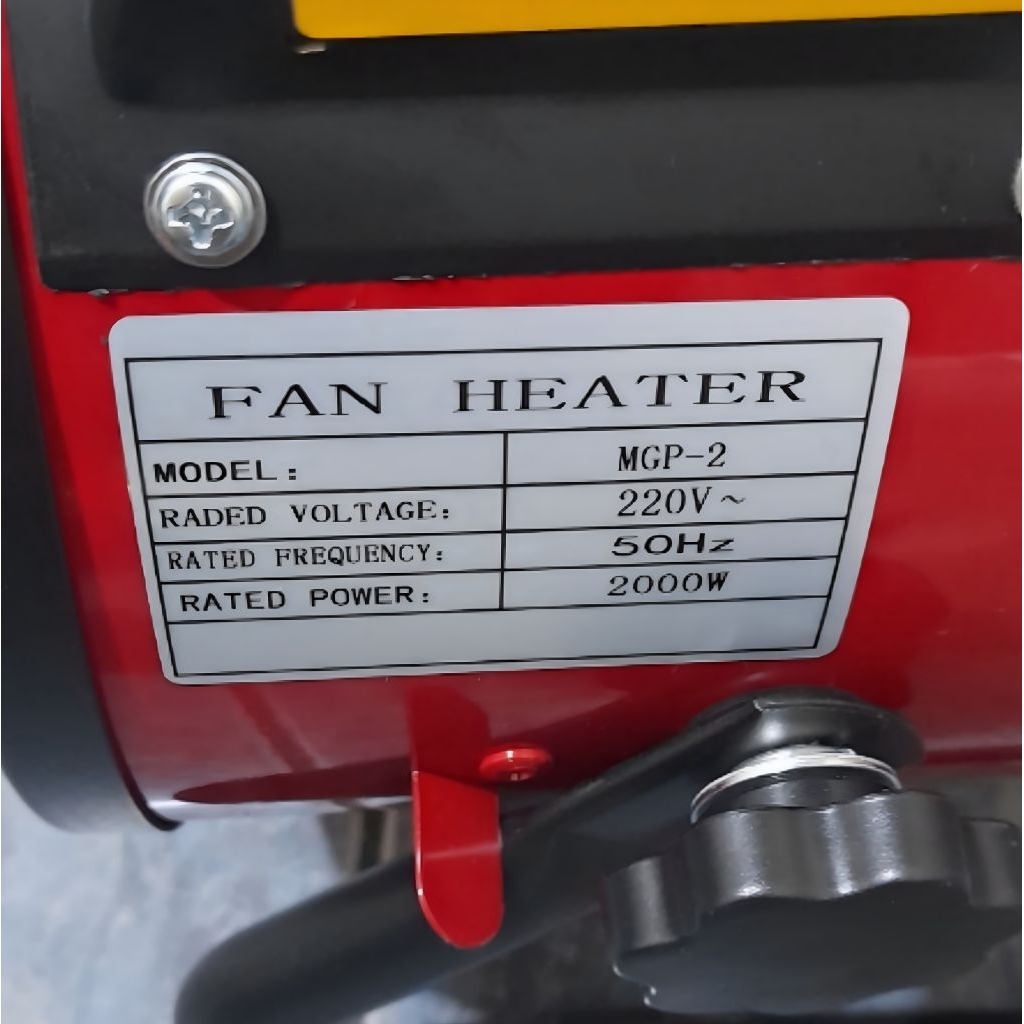 FAN HEATER
MODEL: MGP-2
RADED VOLTAGE: 220V~
RATED FREQUENCY: 50Hz
RATED POWER: 2000W